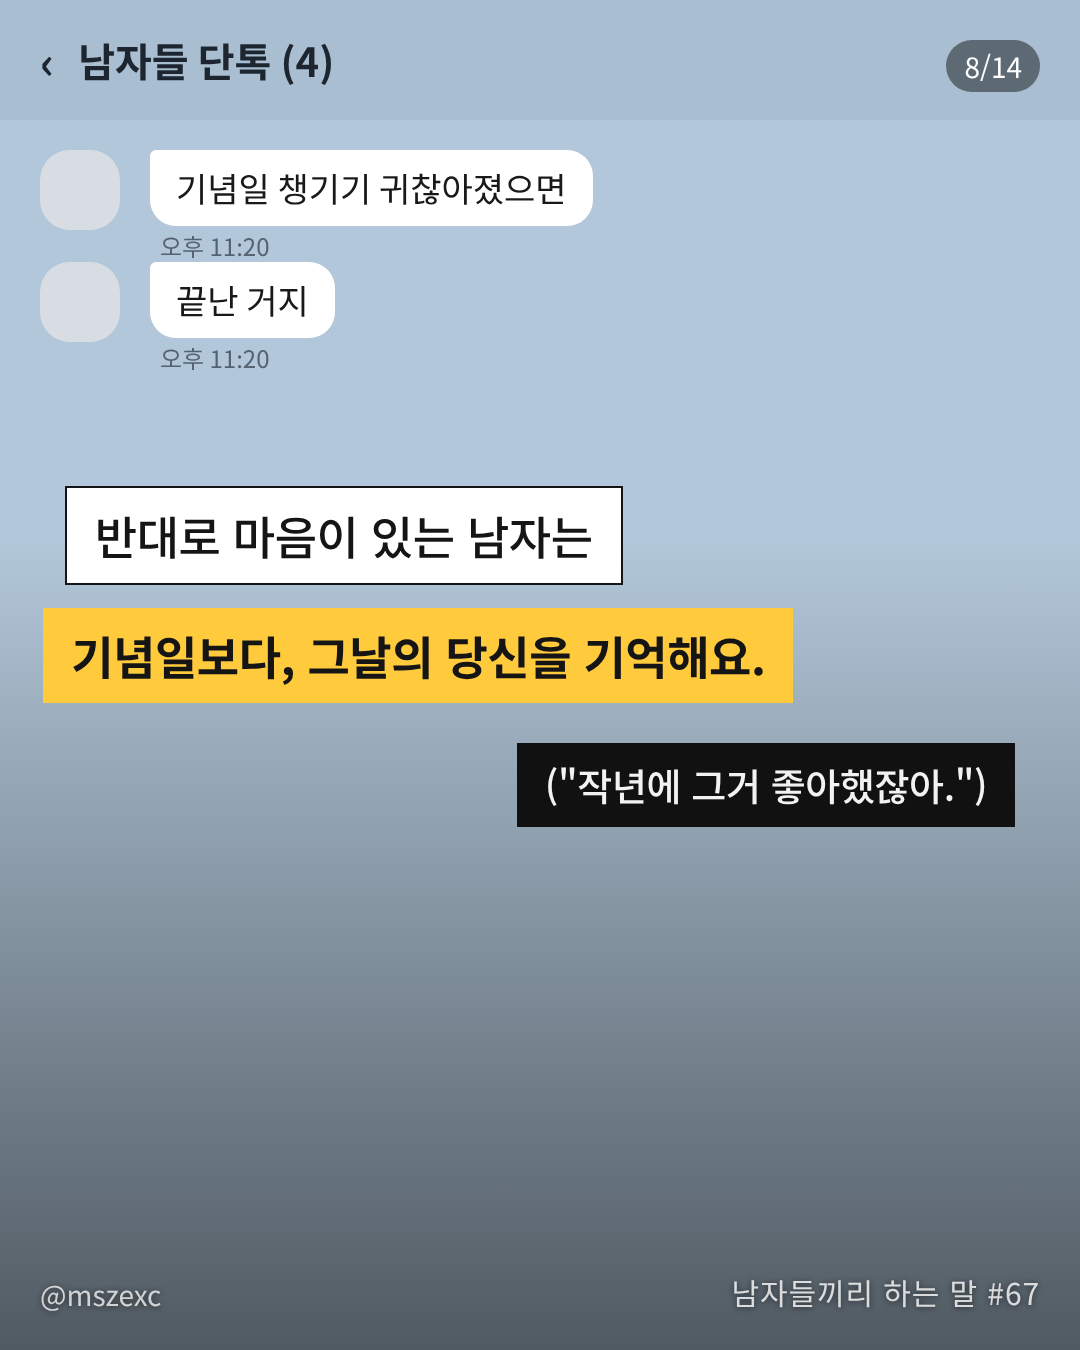 ‹ 남자들 단톡 (4)
8/14
기념일 챙기기 귀찮아졌으면
오후 11:20
끝난 거지
오후 11:20
반대로 마음이 있는 남자는
기념일보다, 그날의 당신을 기억해요.
("작년에 그거 좋아했잖아.")
@mszexc
남자들끼리 하는 말 #67